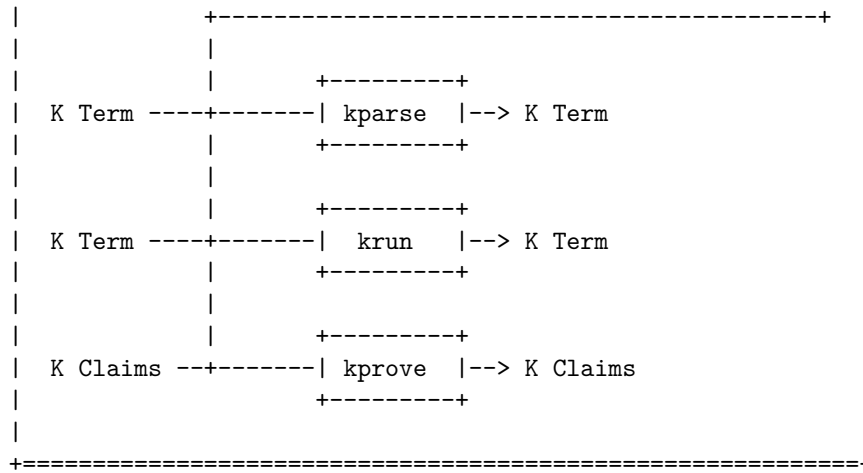 |             +------------------------------------------+
|             |
|             |       +---------+
|  K Term ----+-------| kparse  |--> K Term
|             |       +---------+
|             |
|             |       +---------+
|  K Term ----+-------|  krun   |--> K Term
|             |       +---------+
|             |
|             |       +---------+
|  K Claims --+-------| kprove  |--> K Claims
|                     +---------+
|
+============================================================+